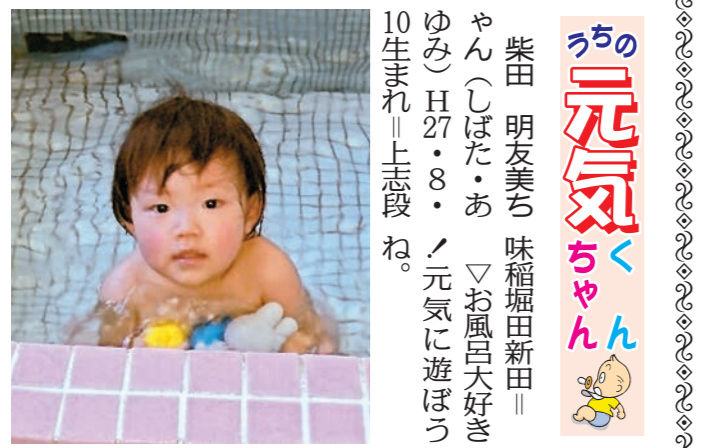 うちの
元気
くん
ちゃん
柴田　明友美ち
ゃん（しばた・あ
ゆみ）Ｈ27・８・
10生まれ＝上志段
味稲堀田新田＝
▽お風呂大好き
！元気に遊ぼう
ね。